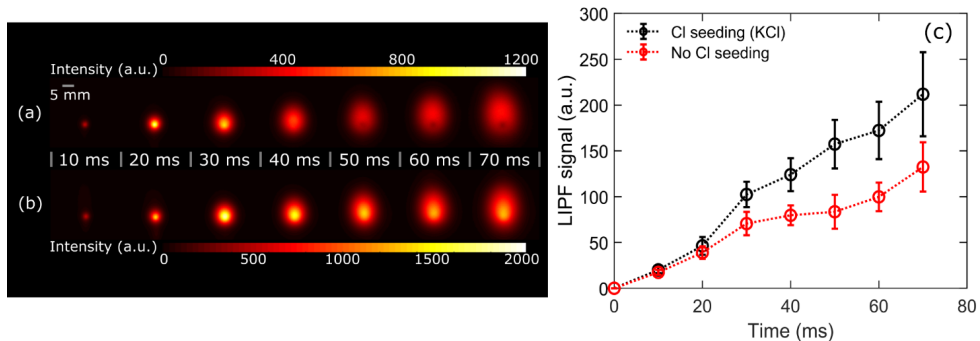 0 400 800 1200
Intensity (a.u.)
5 mm
(a)
| 10 ms | 20 ms | 30 ms | 40 ms | 50 ms | 60 ms | 70 ms |
(b)
Intensity (a.u.)
0 500 1000 1500 2000
300
250
200
150
100
50
0
LIPF signal (a.u.)
Cl seeding (KCl)
No Cl seeding
(c)
0 20 40 60 80
Time (ms)